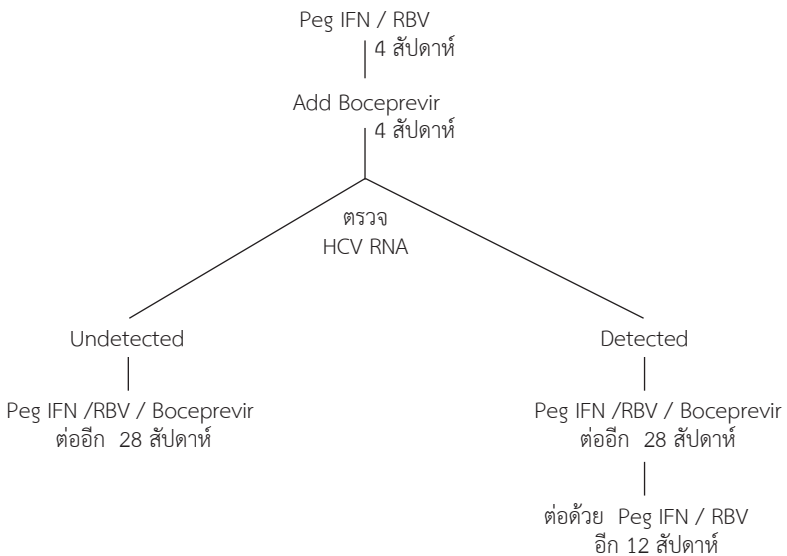 Peg IFN / RBV
4 สัปดาห์
Add Boceprevir
4 สัปดาห์
ตรวจ
HCV RNA
Undetected
Peg IFN /RBV / Boceprevir
ต่ออีก 28 สัปดาห์
Detected
Peg IFN /RBV / Boceprevir
ต่ออีก 28 สัปดาห์
ต่อด้วย Peg IFN / RBV
อีก 12 สัปดาห์